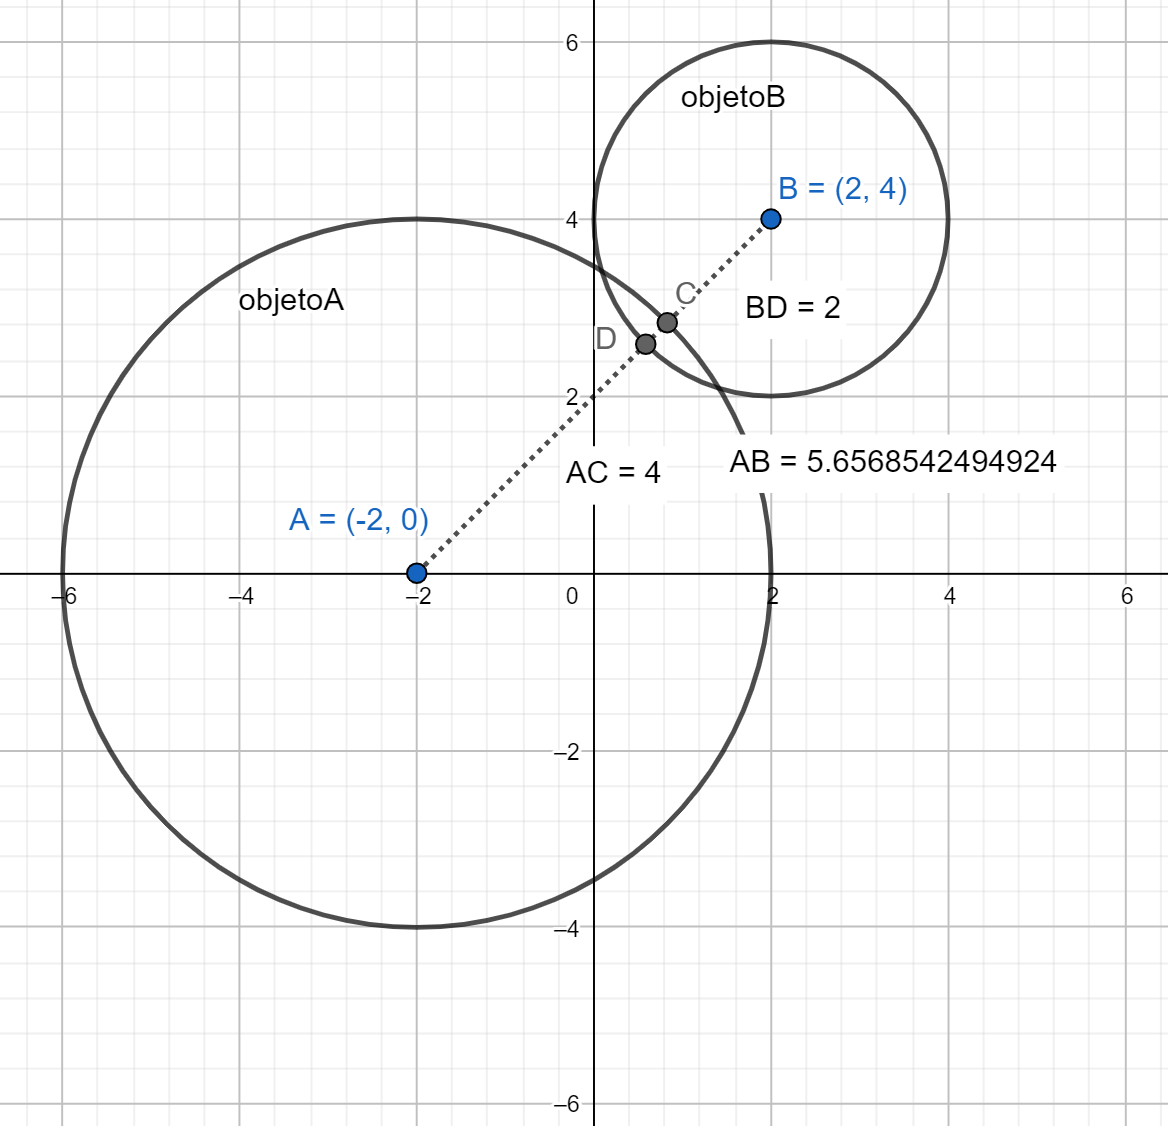 6
objetoB
B = (2, 4)
4
C
objetoA
BD = 2
D
2
AB = 5.6568542494924
AC = 4
A = (-2, 0)
–6 –4 –2 0 2 4 6
–2
–4
–6